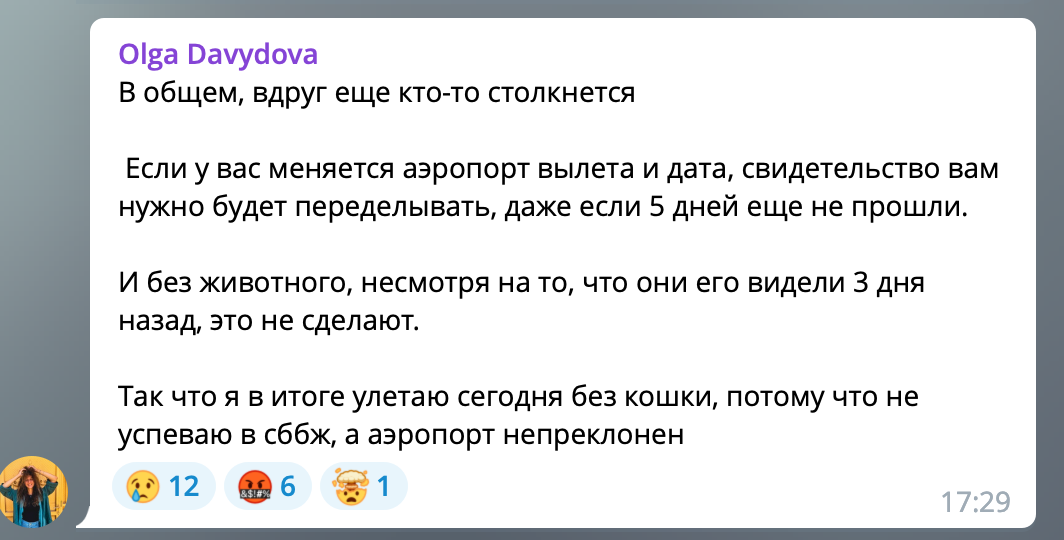 Olga Davydova
В общем, вдруг еще кто-то столкнется
Если у вас меняется аэропорт вылета и дата, свидетельство вам
нужно будет переделывать, даже если 5 дней еще не прошли.
И без животного, несмотря на то, что они его видели 3 дня
назад, это не сделают.
Так что я в итоге улетаю сегодня без кошки, потому что не
успеваю в сббж, а аэропорт непреклонен
😢 12 🤬 6 🤯 1
17:29